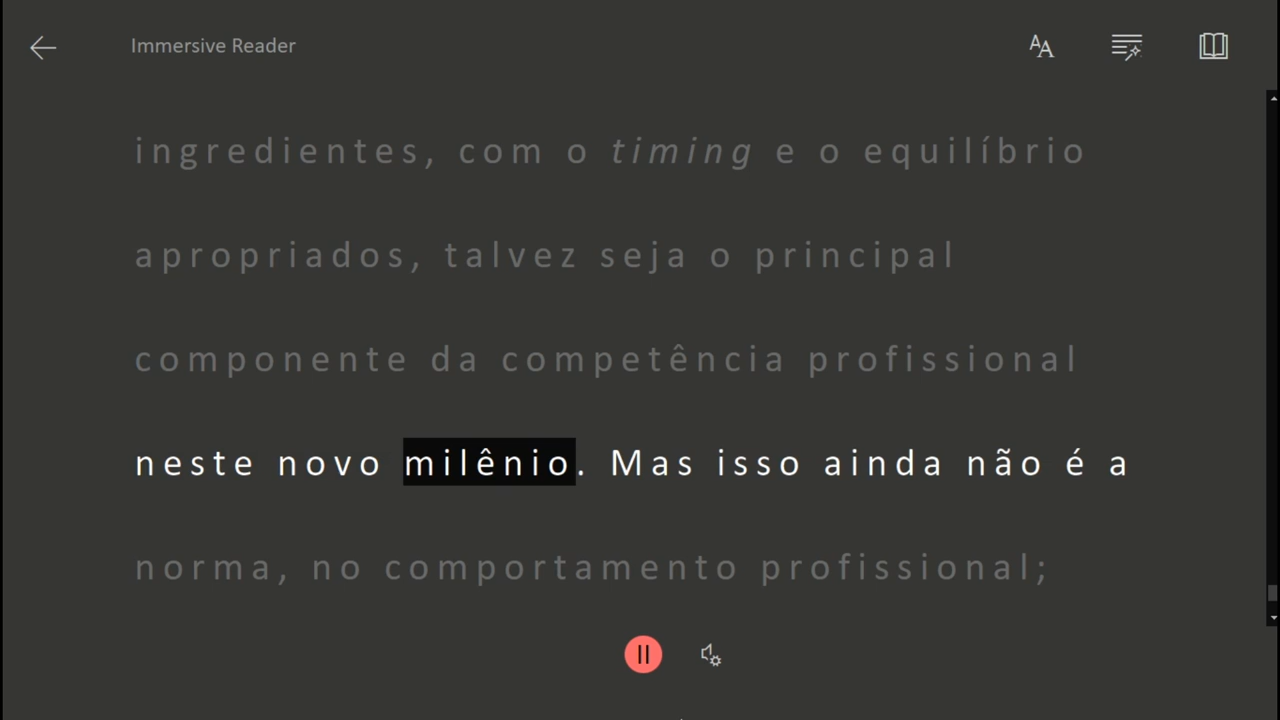 Immersive Reader
ingredientes, com o timing e o equilíbrio
apropriados, talvez seja o principal
componente da competência profissional
neste novo milênio. Mas isso ainda não é a
norma, no comportamento profissional;